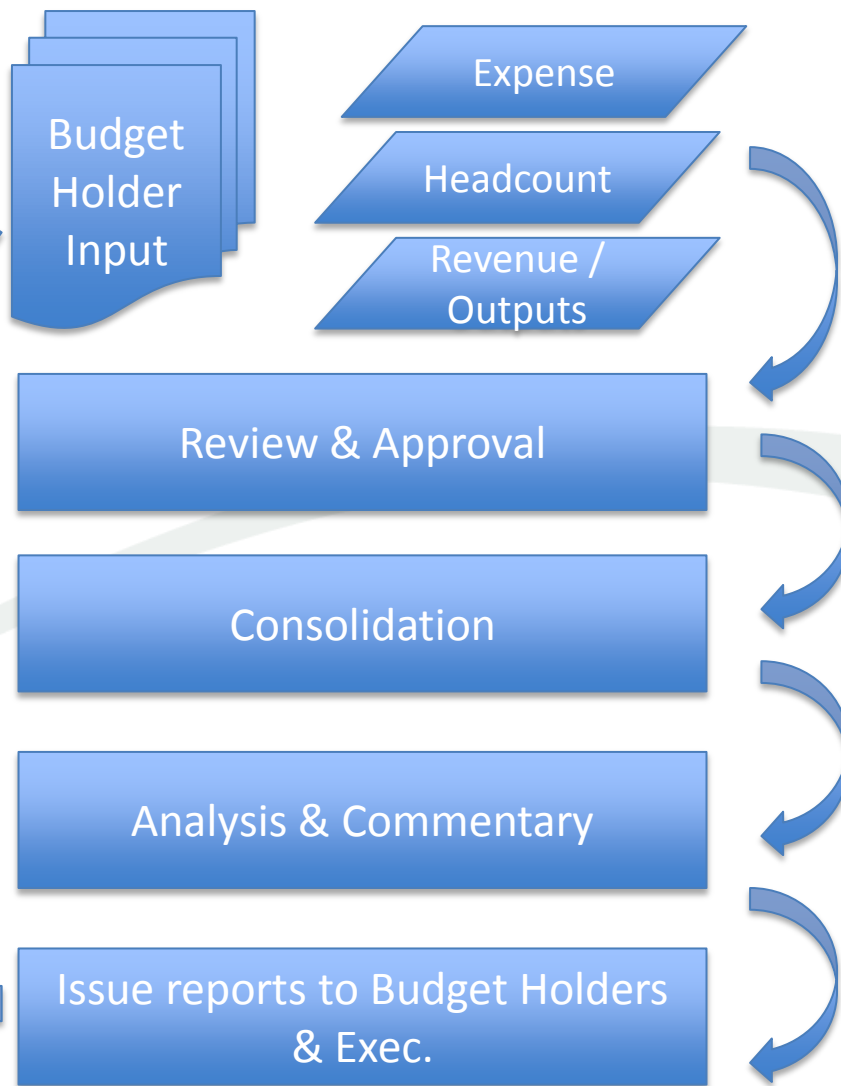 Budget
Holder
Input
Expense
Headcount
Revenue /
Outputs
Review & Approval
Consolidation
Analysis & Commentary
Issue reports to Budget Holders
& Exec.